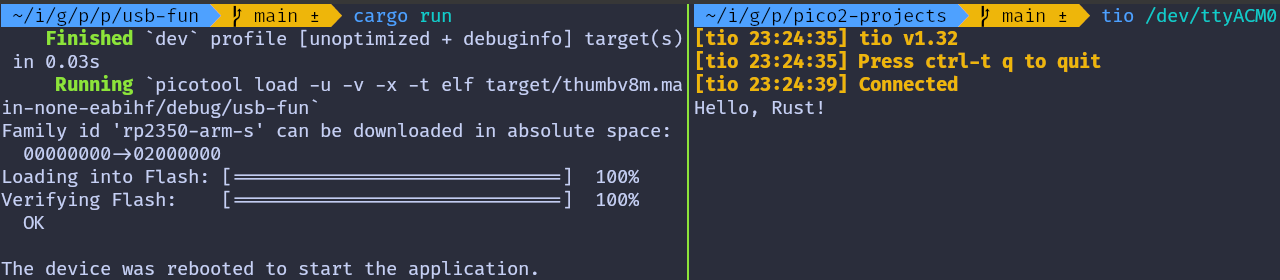 ~/i/g/p/p/usb-fun main ± cargo run
Finished `dev` profile [unoptimized + debuginfo] target(s)
in 0.03s
Running `picotool load -u -v -x -t elf target/thumbv8m.ma
in-none-eabihf/debug/usb-fun`
Family id 'rp2350-arm-s' can be downloaded in absolute space:
00000000->02000000
Loading into Flash: [==============================] 100%
Verifying Flash: [==============================] 100%
OK
The device was rebooted to start the application.
~/i/g/p/pico2-projects main ± tio /dev/ttyACM0
[tio 23:24:35] tio v1.32
[tio 23:24:35] Press ctrl-t q to quit
[tio 23:24:39] Connected
Hello, Rust!